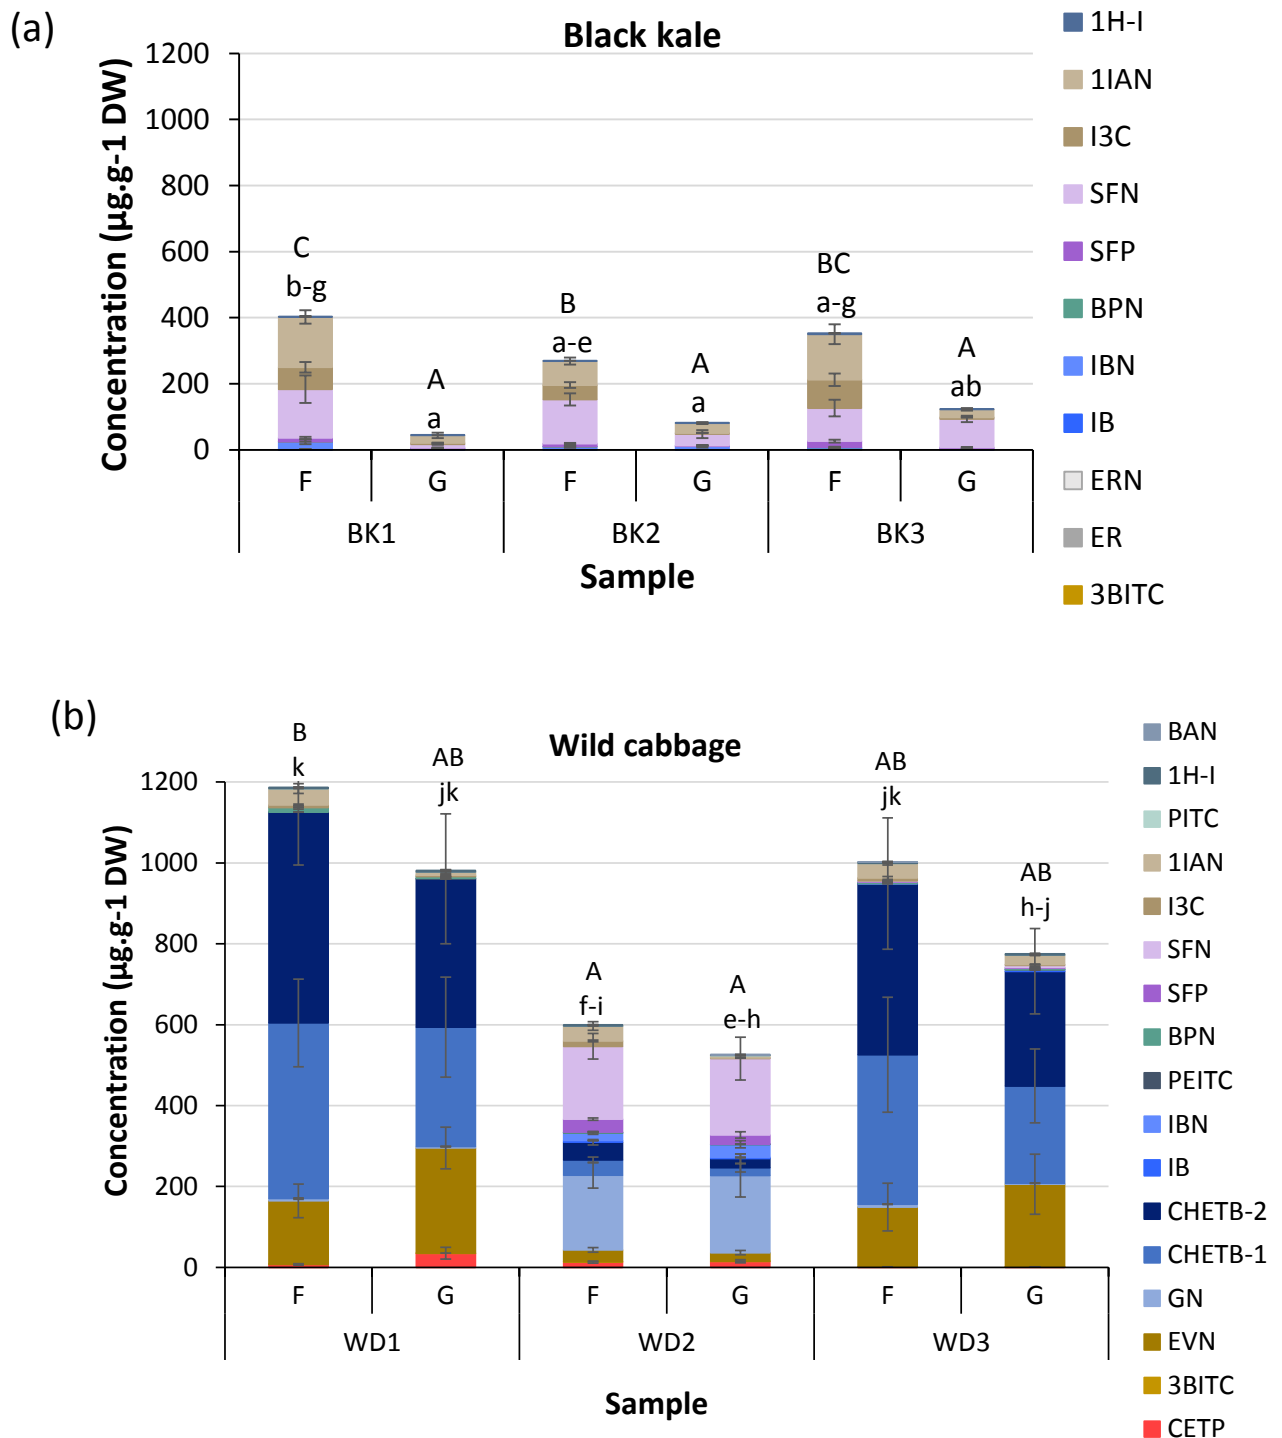 (a)
Black kale
Concentration (µg.g-1 DW)
1200
1000
800
600
400
200
0
C
b-g
A
a
B
a-e
A
a
BC
a-g
A
ab
F
G
F
G
F
G
BK1
BK2
BK3
Sample
1H-I
1IAN
I3C
SFN
SFP
BPN
IBN
IB
ERN
ER
3BITC
(b)
Wild cabbage
Concentration (µg.g-1 DW)
1200
1000
800
600
400
200
0
B
k
AB
jk
A
f-i
A
e-h
AB
jk
AB
h-j
F
G
F
G
F
G
WD1
WD2
WD3
Sample
BAN
1H-I
PITC
1IAN
I3C
SFN
SFP
BPN
PEITC
IBN
IB
CHETB-2
CHETB-1
GN
EVN
3BITC
CETP